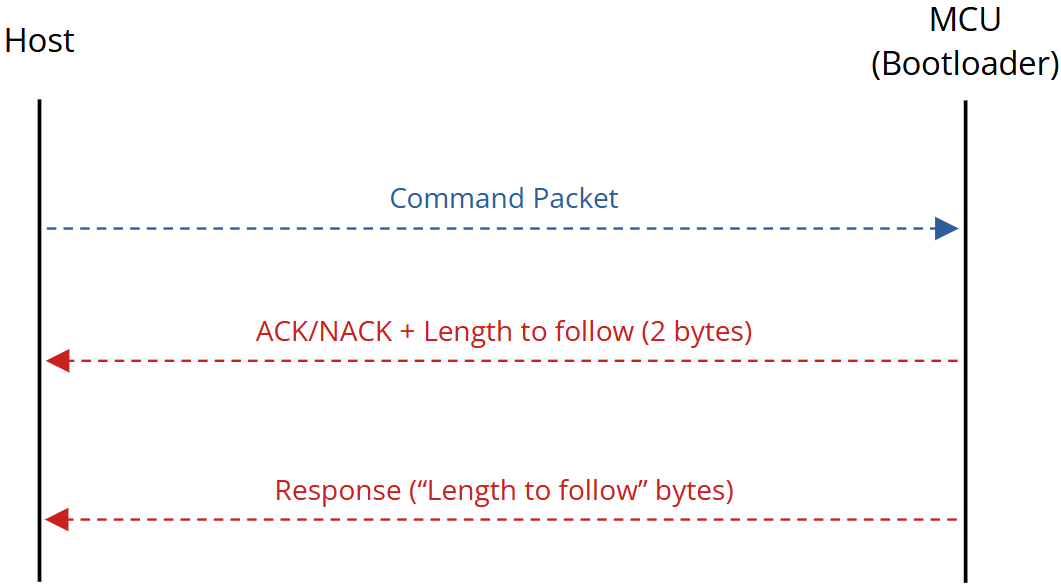 Host
MCU
(Bootloader)
Command Packet
ACK/NACK + Length to follow (2 bytes)
Response (“Length to follow” bytes)